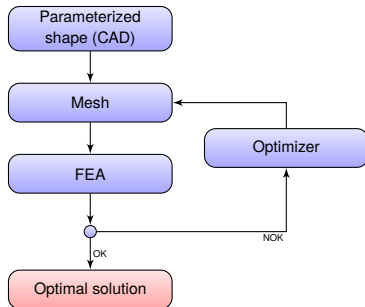 Parameterized
shape (CAD)
Mesh
Optimizer
FEA
NOK
OK
Optimal solution